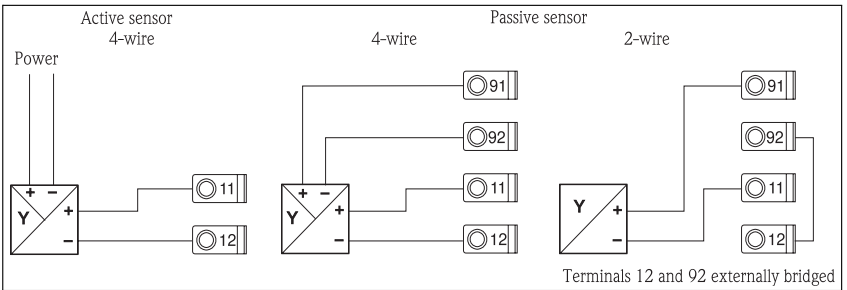 Active sensor
4-wire
Passive sensor
4-wire
2-wire
Power
91
91
92
92
+ −
+ −
11
11
11
Y +
Y +
Y +
−
−
−
12
12
12
Terminals 12 and 92 externally bridged